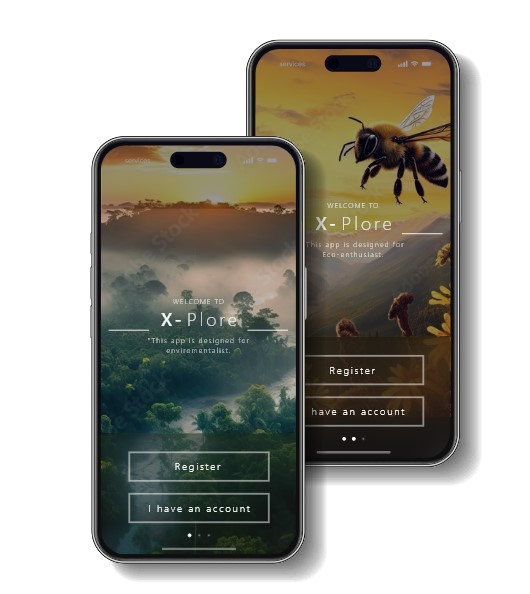 WELCOME TO
X-Plore
"This app is designed for
enviromentalist.
Register
I have an account
WELCOME TO
X-Plore
This app is designed for
Eco-enthusiast.
Register
have an account